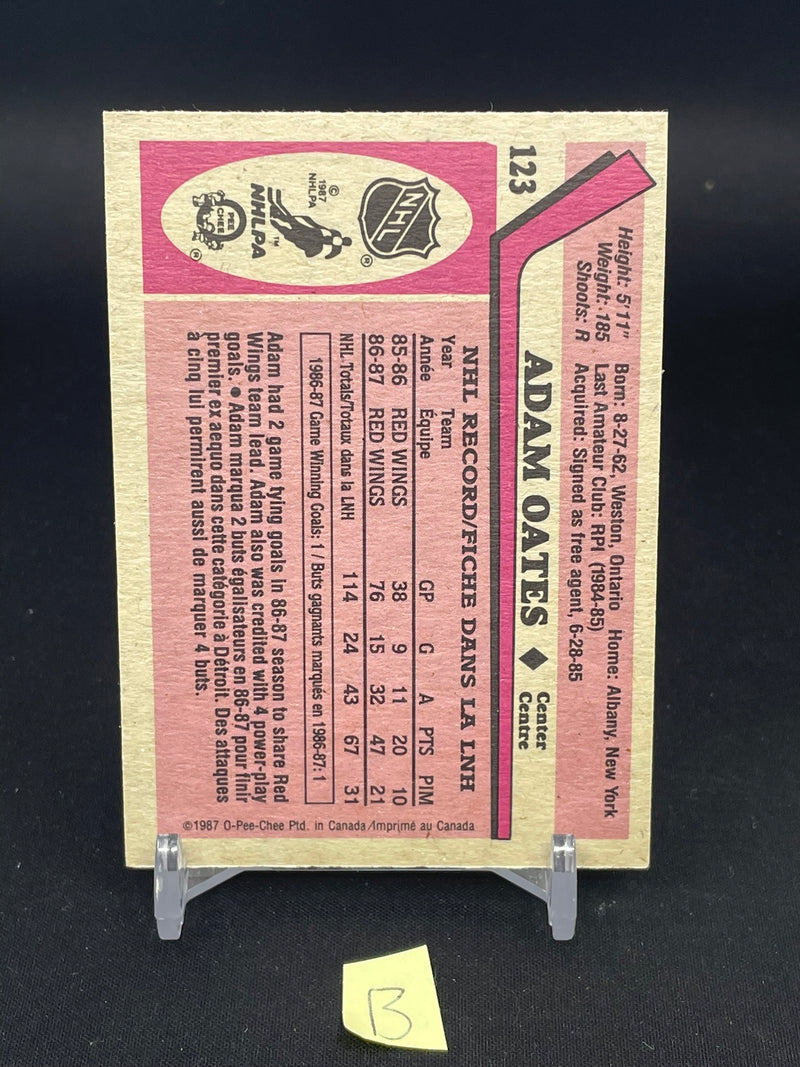 123
Height: 5'11"
Weight: 185
Shoots: R
Born: 8-27-62, Weston, Ontario Home: Albany, New York
Last Amateur Club: RPI (1984-85)
Acquired: Signed as free agent, 6-28-85
ADAM OATES ♦ Center
Centre
NHL
®
©
1987
NHLPA
™
NHLPA
O
PEE
CHEE
®
NHL RECORD/FICHE DANS LA LNH
Year Team
Année Équipe GP G A PTS PIM
85-86 RED WINGS 38 9 11 20 10
86-87 RED WINGS 76 15 32 47 21
NHL Totals/Totaux dans la LNH 114 24 43 67 31
1986-87 Game Winning Goals: 1 / Buts gagnants marqués en 1986-87: 1
Adam had 2 game tying goals in 86-87 season to share Red
Wings team lead. Adam also was credited with 4 power-play
goals. ● Adam marqua 2 buts égalisateurs en 86-87 pour finir
premier ex aequo dans cette catégorie à Détroit. Des attaques
à cinq lui permirent aussi de marquer 4 buts.
©1987 O-Pee-Chee Ptd. in Canada/Imprimé au Canada
B